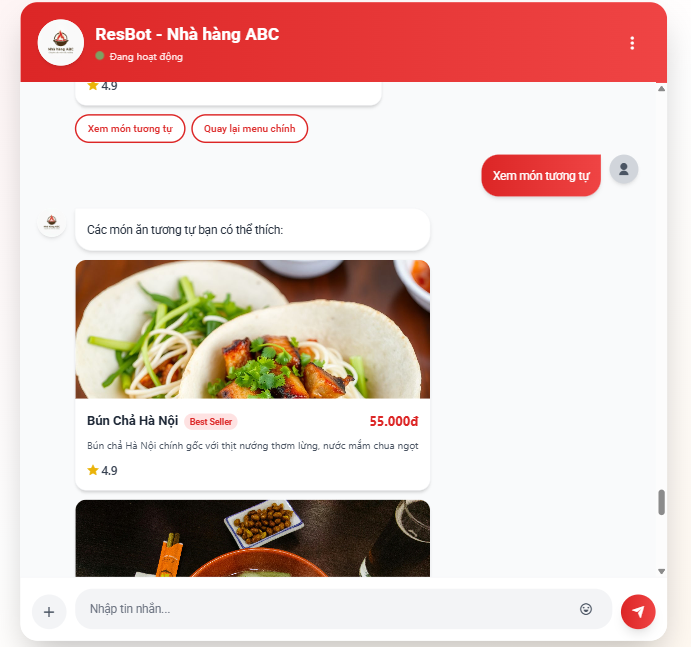 ResBot - Nhà hàng ABC
Đang hoạt động
4.9
Xem món tương tự
Quay lại menu chính
Xem món tương tự
Các món ăn tương tự bạn có thể thích:
Bún Chả Hà Nội Best Seller 55.000đ
Bún chả Hà Nội chính gốc với thịt nướng thơm lừng, nước mắm chua ngọt
4.9
Nhập tin nhắn...